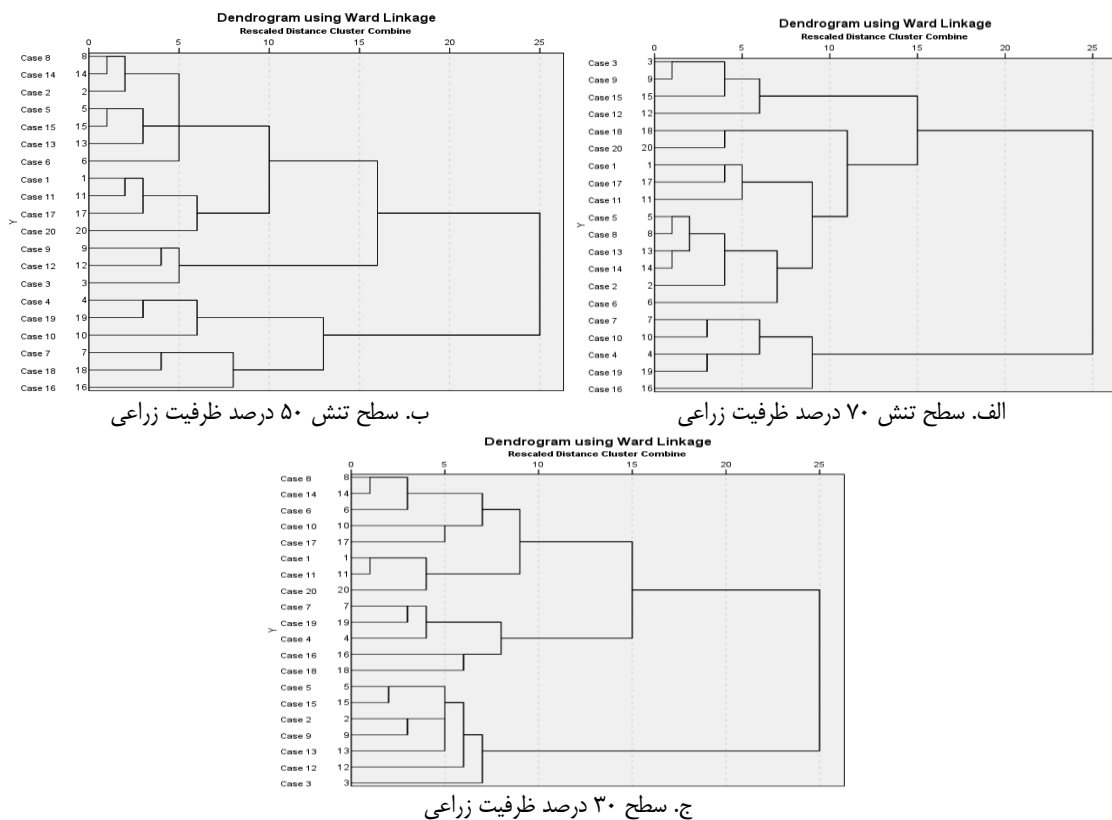 Dendrogram using Ward Linkage
Rescaled Distance Cluster Combine
0 5 10 15 20 25
Case 8 8
Case 14 14
Case 2 2
Case 5 5
Case 15 15
Case 13 13
Case 6 6
Case 1 1
Case 11 11
Case 17 17
Y
Case 20 20
Case 9 9
Case 12 12
Case 3 3
Case 4 4
Case 19 19
Case 10 10
Case 7 7
Case 18 18
Case 16 16
ب. سطح تنش ۵۰ درصد ظرفیت زراعی
Dendrogram using Ward Linkage
Rescaled Distance Cluster Combine
0 5 10 15 20 25
Case 3 3
Case 9 9
Case 15 15
Case 12 12
Case 18 18
Case 20 20
Case 1 1
Case 17 17
Case 11 11
Case 5 5
Y
Case 8 8
Case 13 13
Case 14 14
Case 2 2
Case 6 6
Case 7 7
Case 10 10
Case 4 4
Case 19 19
Case 16 16
الف. سطح تنش ۷۰ درصد ظرفیت زراعی
Dendrogram using Ward Linkage
Rescaled Distance Cluster Combine
0 5 10 15 20 25
Case 8 8
Case 14 14
Case 6 6
Case 10 10
Case 17 17
Case 1 1
Case 11 11
Case 20 20
Case 7 7
Case 19 19
Y
Case 4 4
Case 16 16
Case 18 18
Case 5 5
Case 15 15
Case 2 2
Case 9 9
Case 13 13
Case 12 12
Case 3 3
ج. سطح ۳۰ درصد ظرفیت زراعی